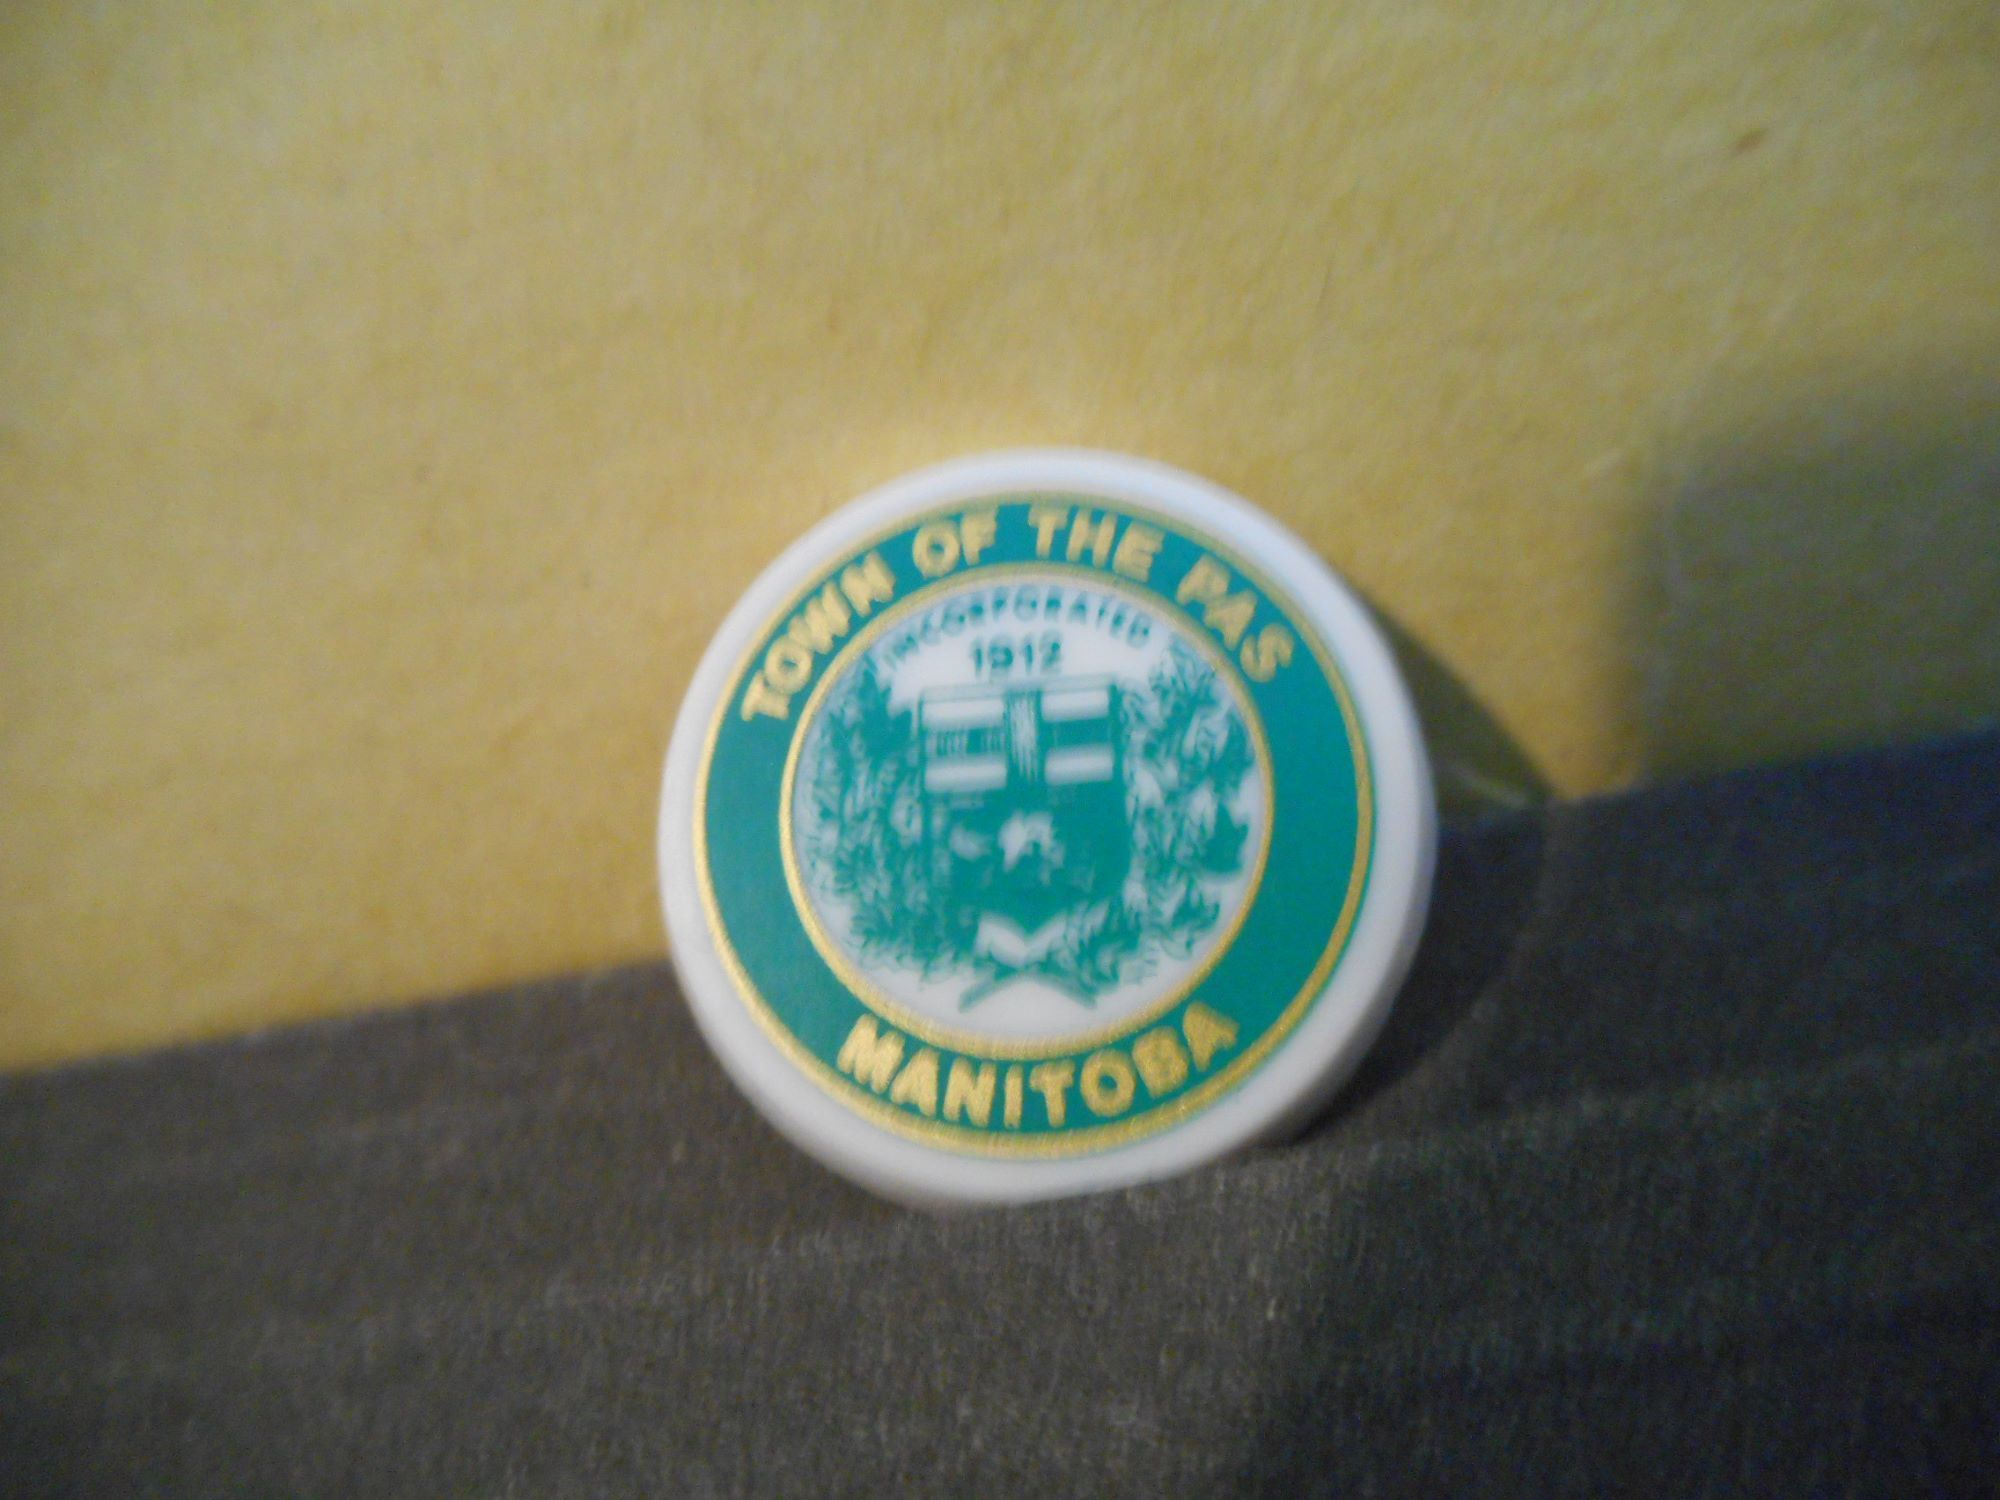 TOWN OF THE PAS
INCORPORATED
1912
MANITOBA